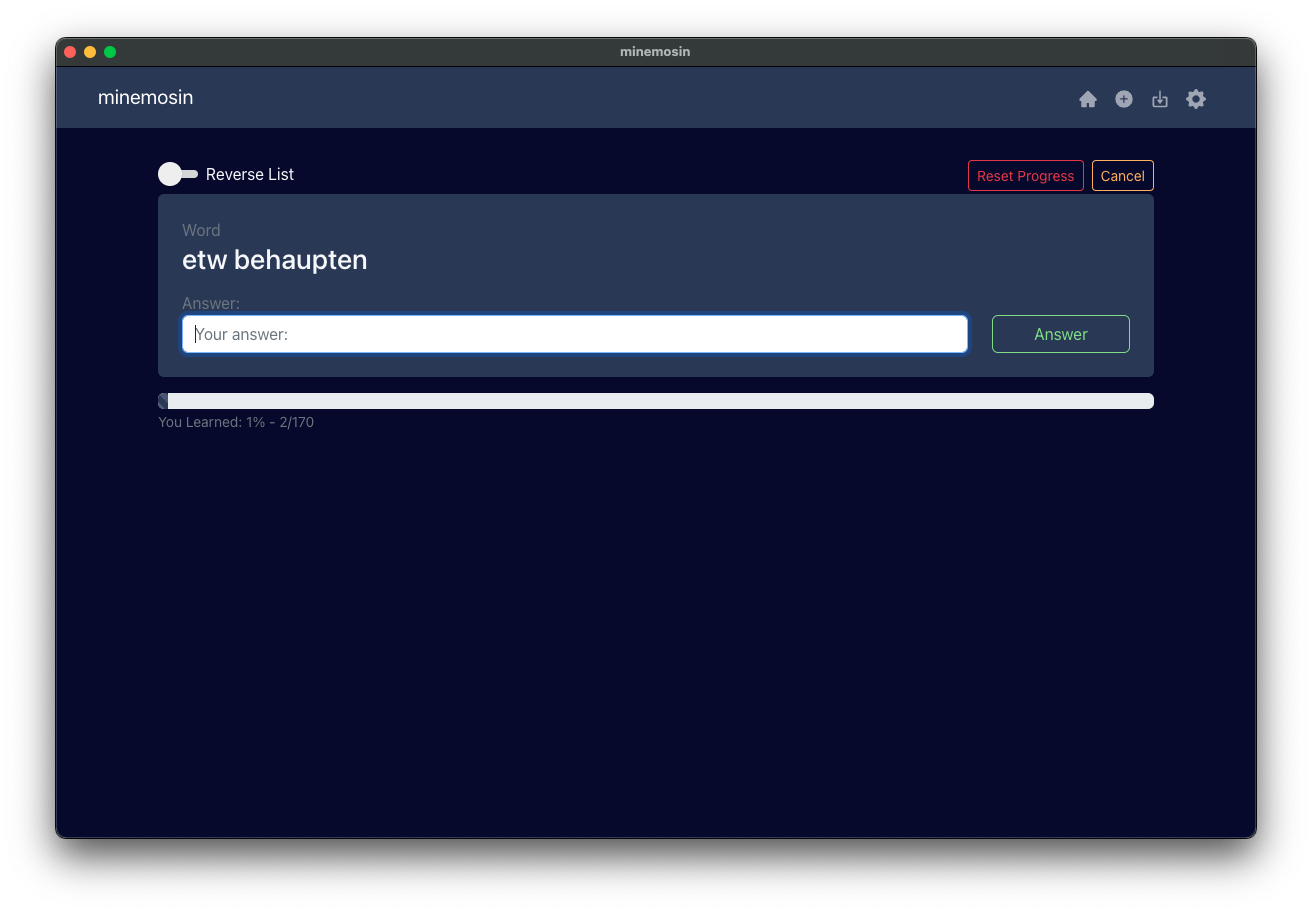 minemosin
minemosin
Reverse List
Reset Progress
Cancel
Word
etw behaupten
Answer:
Your answer:
Answer
You Learned: 1% - 2/170